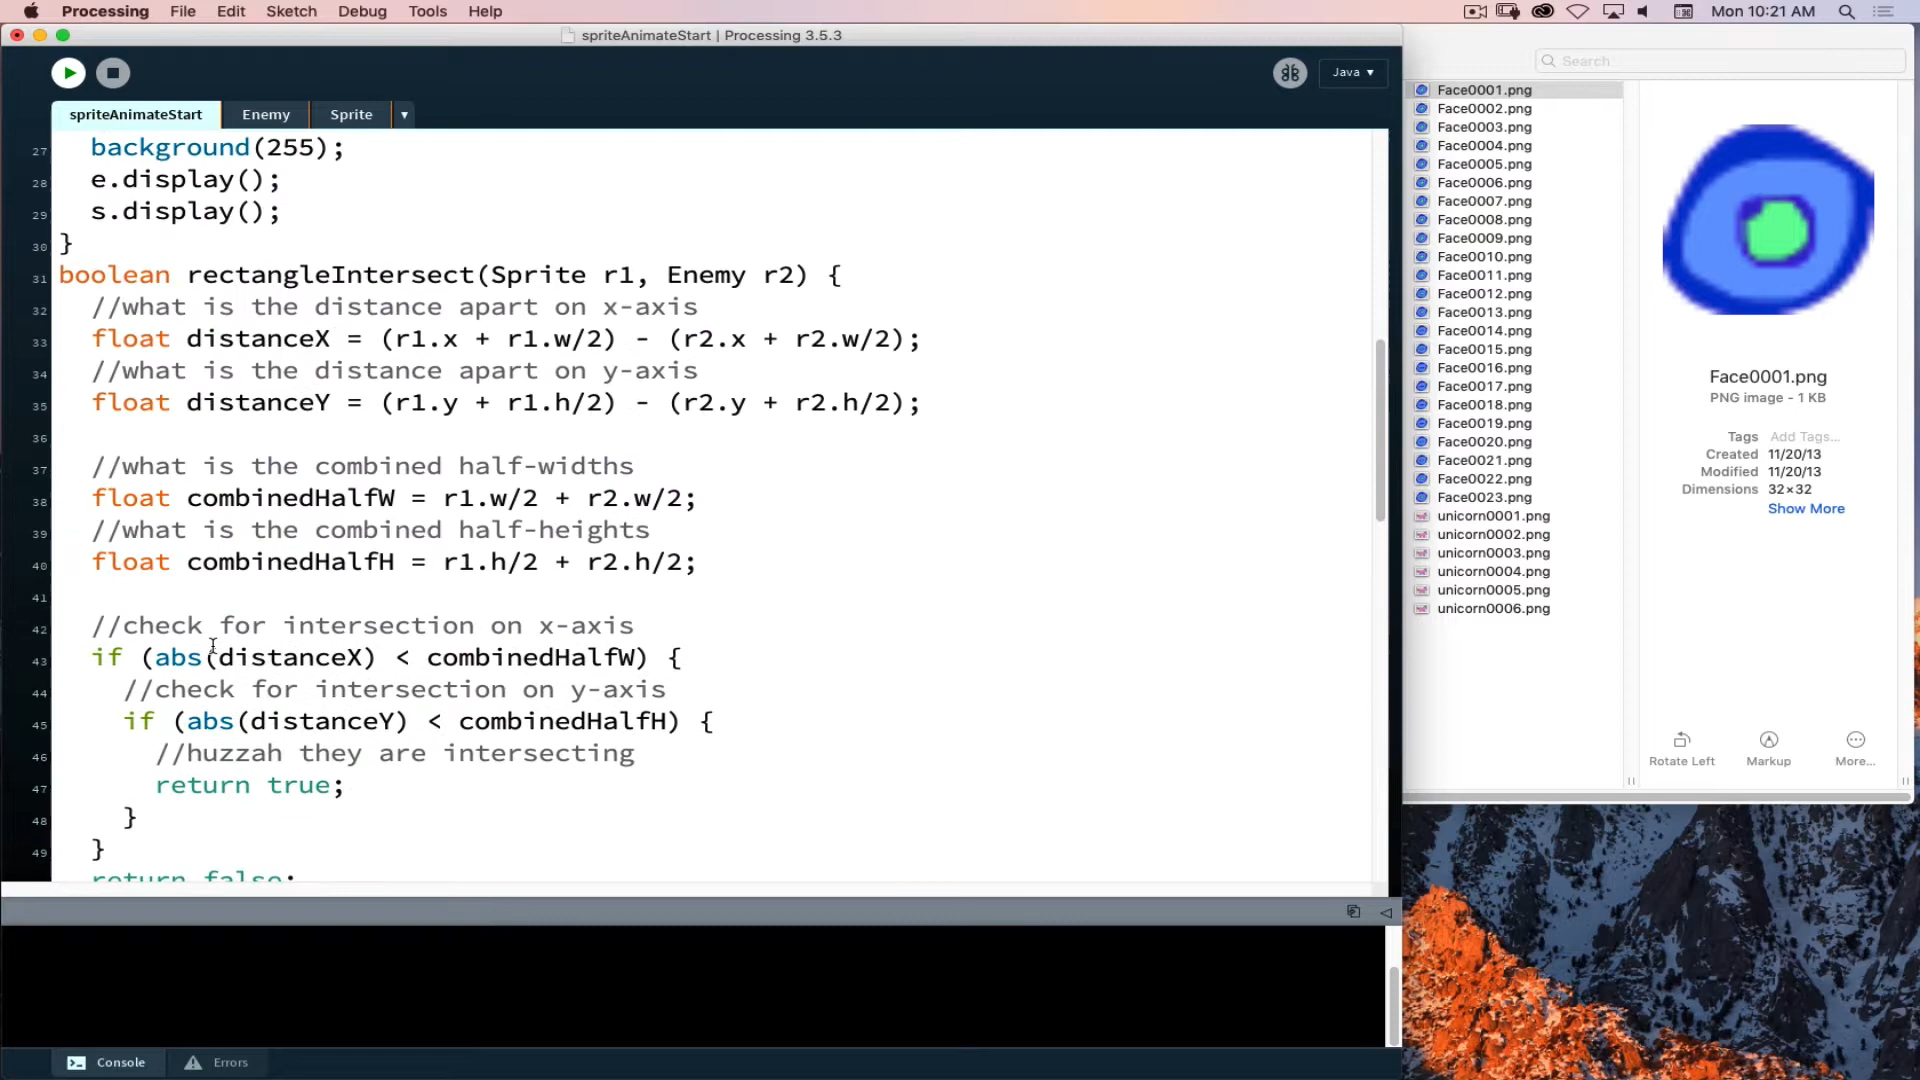 Processing File Edit Sketch Debug Tools Help Mon 10:21 AM
spriteAnimateStart | Processing 3.5.3
Java ▾
spriteAnimateStart Enemy Sprite ▾
27 background(255);
28 e.display();
29 s.display();
30 }
31 boolean rectangleIntersect(Sprite r1, Enemy r2) {
32 //what is the distance apart on x-axis
33 float distanceX = (r1.x + r1.w/2) - (r2.x + r2.w/2);
34 //what is the distance apart on y-axis
35 float distanceY = (r1.y + r1.h/2) - (r2.y + r2.h/2);
36
37 //what is the combined half-widths
38 float combinedHalfW = r1.w/2 + r2.w/2;
39 //what is the combined half-heights
40 float combinedHalfH = r1.h/2 + r2.h/2;
41
42 //check for intersection on x-axis
43 if (abs(distanceX) < combinedHalfW) {
44 //check for intersection on y-axis
45 if (abs(distanceY) < combinedHalfH) {
46 //huzzah they are intersecting
47 return true;
48 }
49 }
return false;
Console Errors
Search
Face0001.png
Face0002.png
Face0003.png
Face0004.png
Face0005.png
Face0006.png
Face0007.png
Face0008.png
Face0009.png
Face0010.png
Face0011.png
Face0012.png
Face0013.png
Face0014.png
Face0015.png
Face0016.png
Face0017.png
Face0018.png
Face0019.png
Face0020.png
Face0021.png
Face0022.png
Face0023.png
unicorn0001.png
unicorn0002.png
unicorn0003.png
unicorn0004.png
unicorn0005.png
unicorn0006.png
Face0001.png
PNG image - 1 KB
Tags Add Tags...
Created 11/20/13
Modified 11/20/13
Dimensions 32×32
Show More
Rotate Left Markup More...